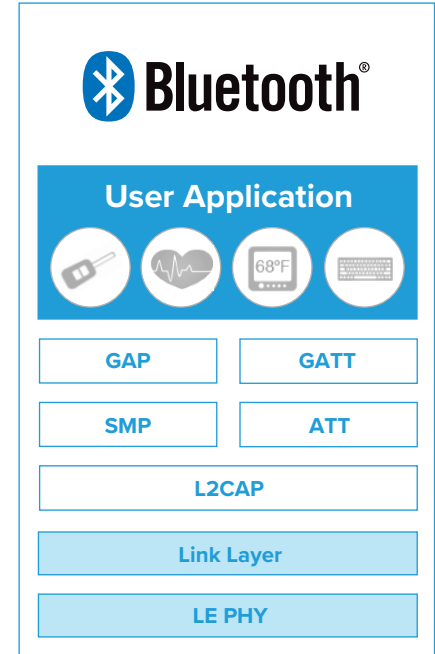 Bluetooth®
User Application
68°F
GAP GATT
SMP ATT
L2CAP
Link Layer
LE PHY